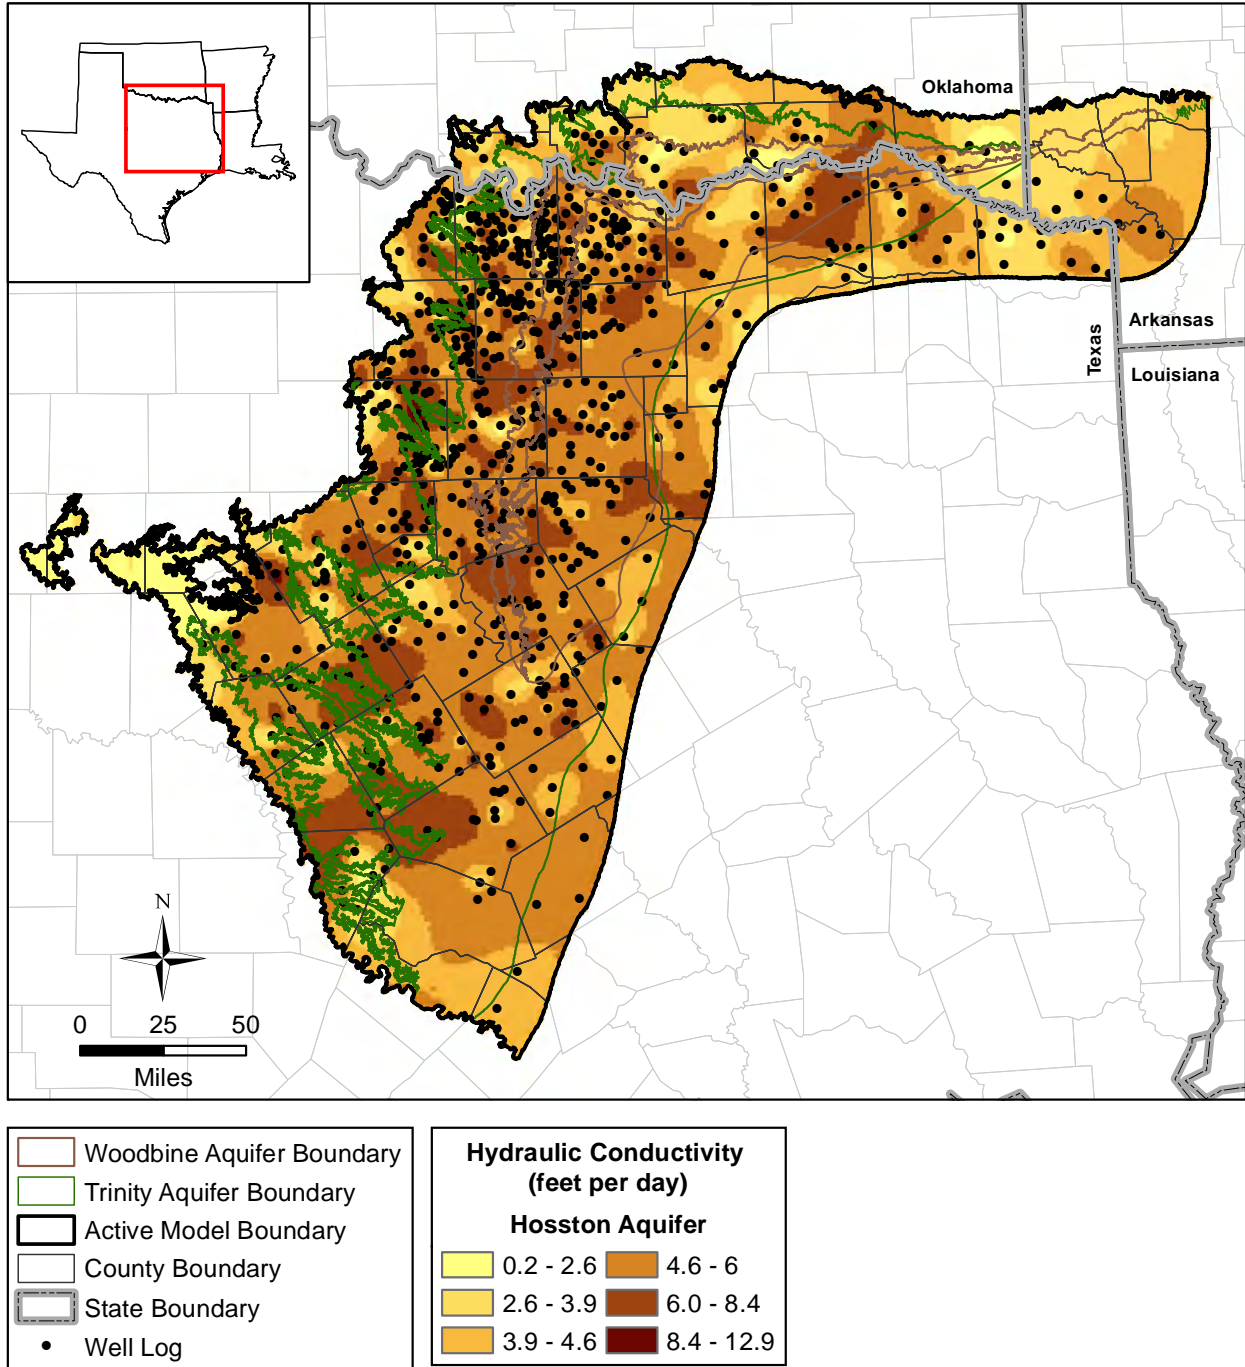 Oklahoma
Texas
Arkansas
Louisiana
N
0 25 50
Miles
Woodbine Aquifer Boundary
Trinity Aquifer Boundary
Active Model Boundary
County Boundary
State Boundary
Well Log
Hydraulic Conductivity
(feet per day)
Hosston Aquifer
0.2 - 2.6 4.6 - 6
2.6 - 3.9 6.0 - 8.4
3.9 - 4.6 8.4 - 12.9